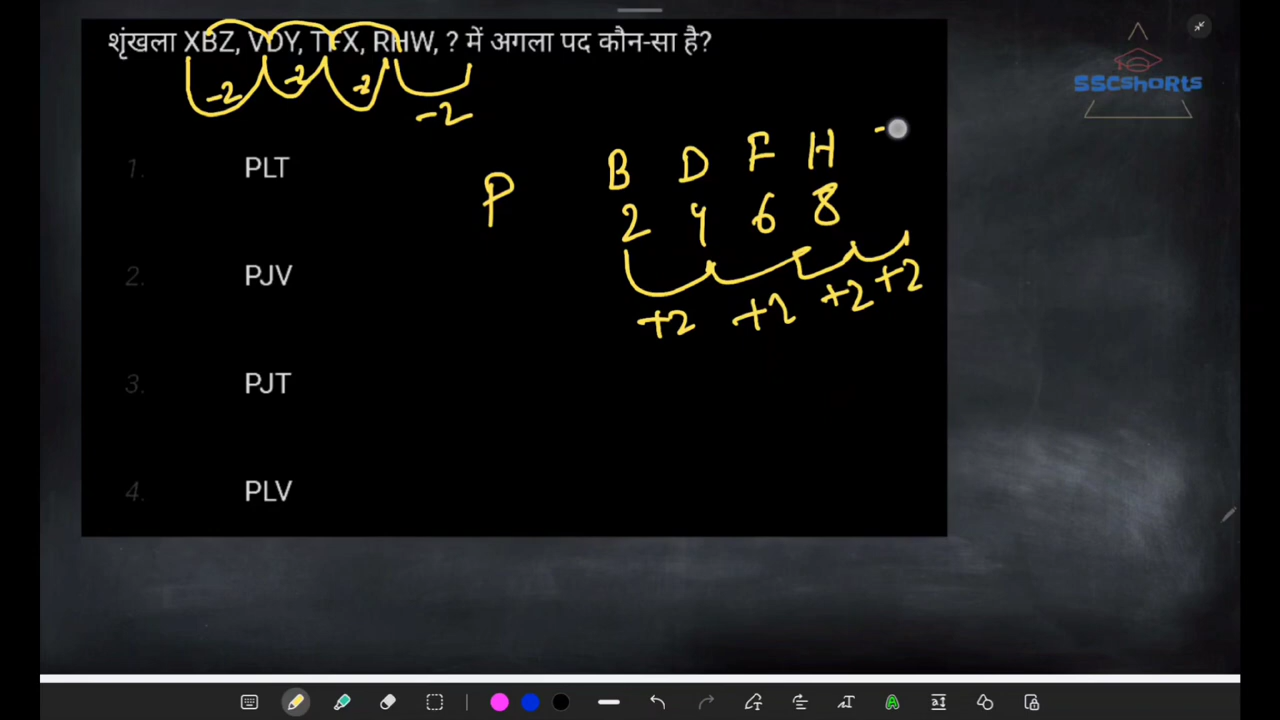 शृंखला XBZ, VDY, TFX, RHW, ? में अगला पद कौन-सा है?
-2 -2 -2 -2
SSCshoRts
1. PLT
2. PJV
3. PJT
4. PLV
P
B D F H
2 4 6 8
+2 +2 +2 +2